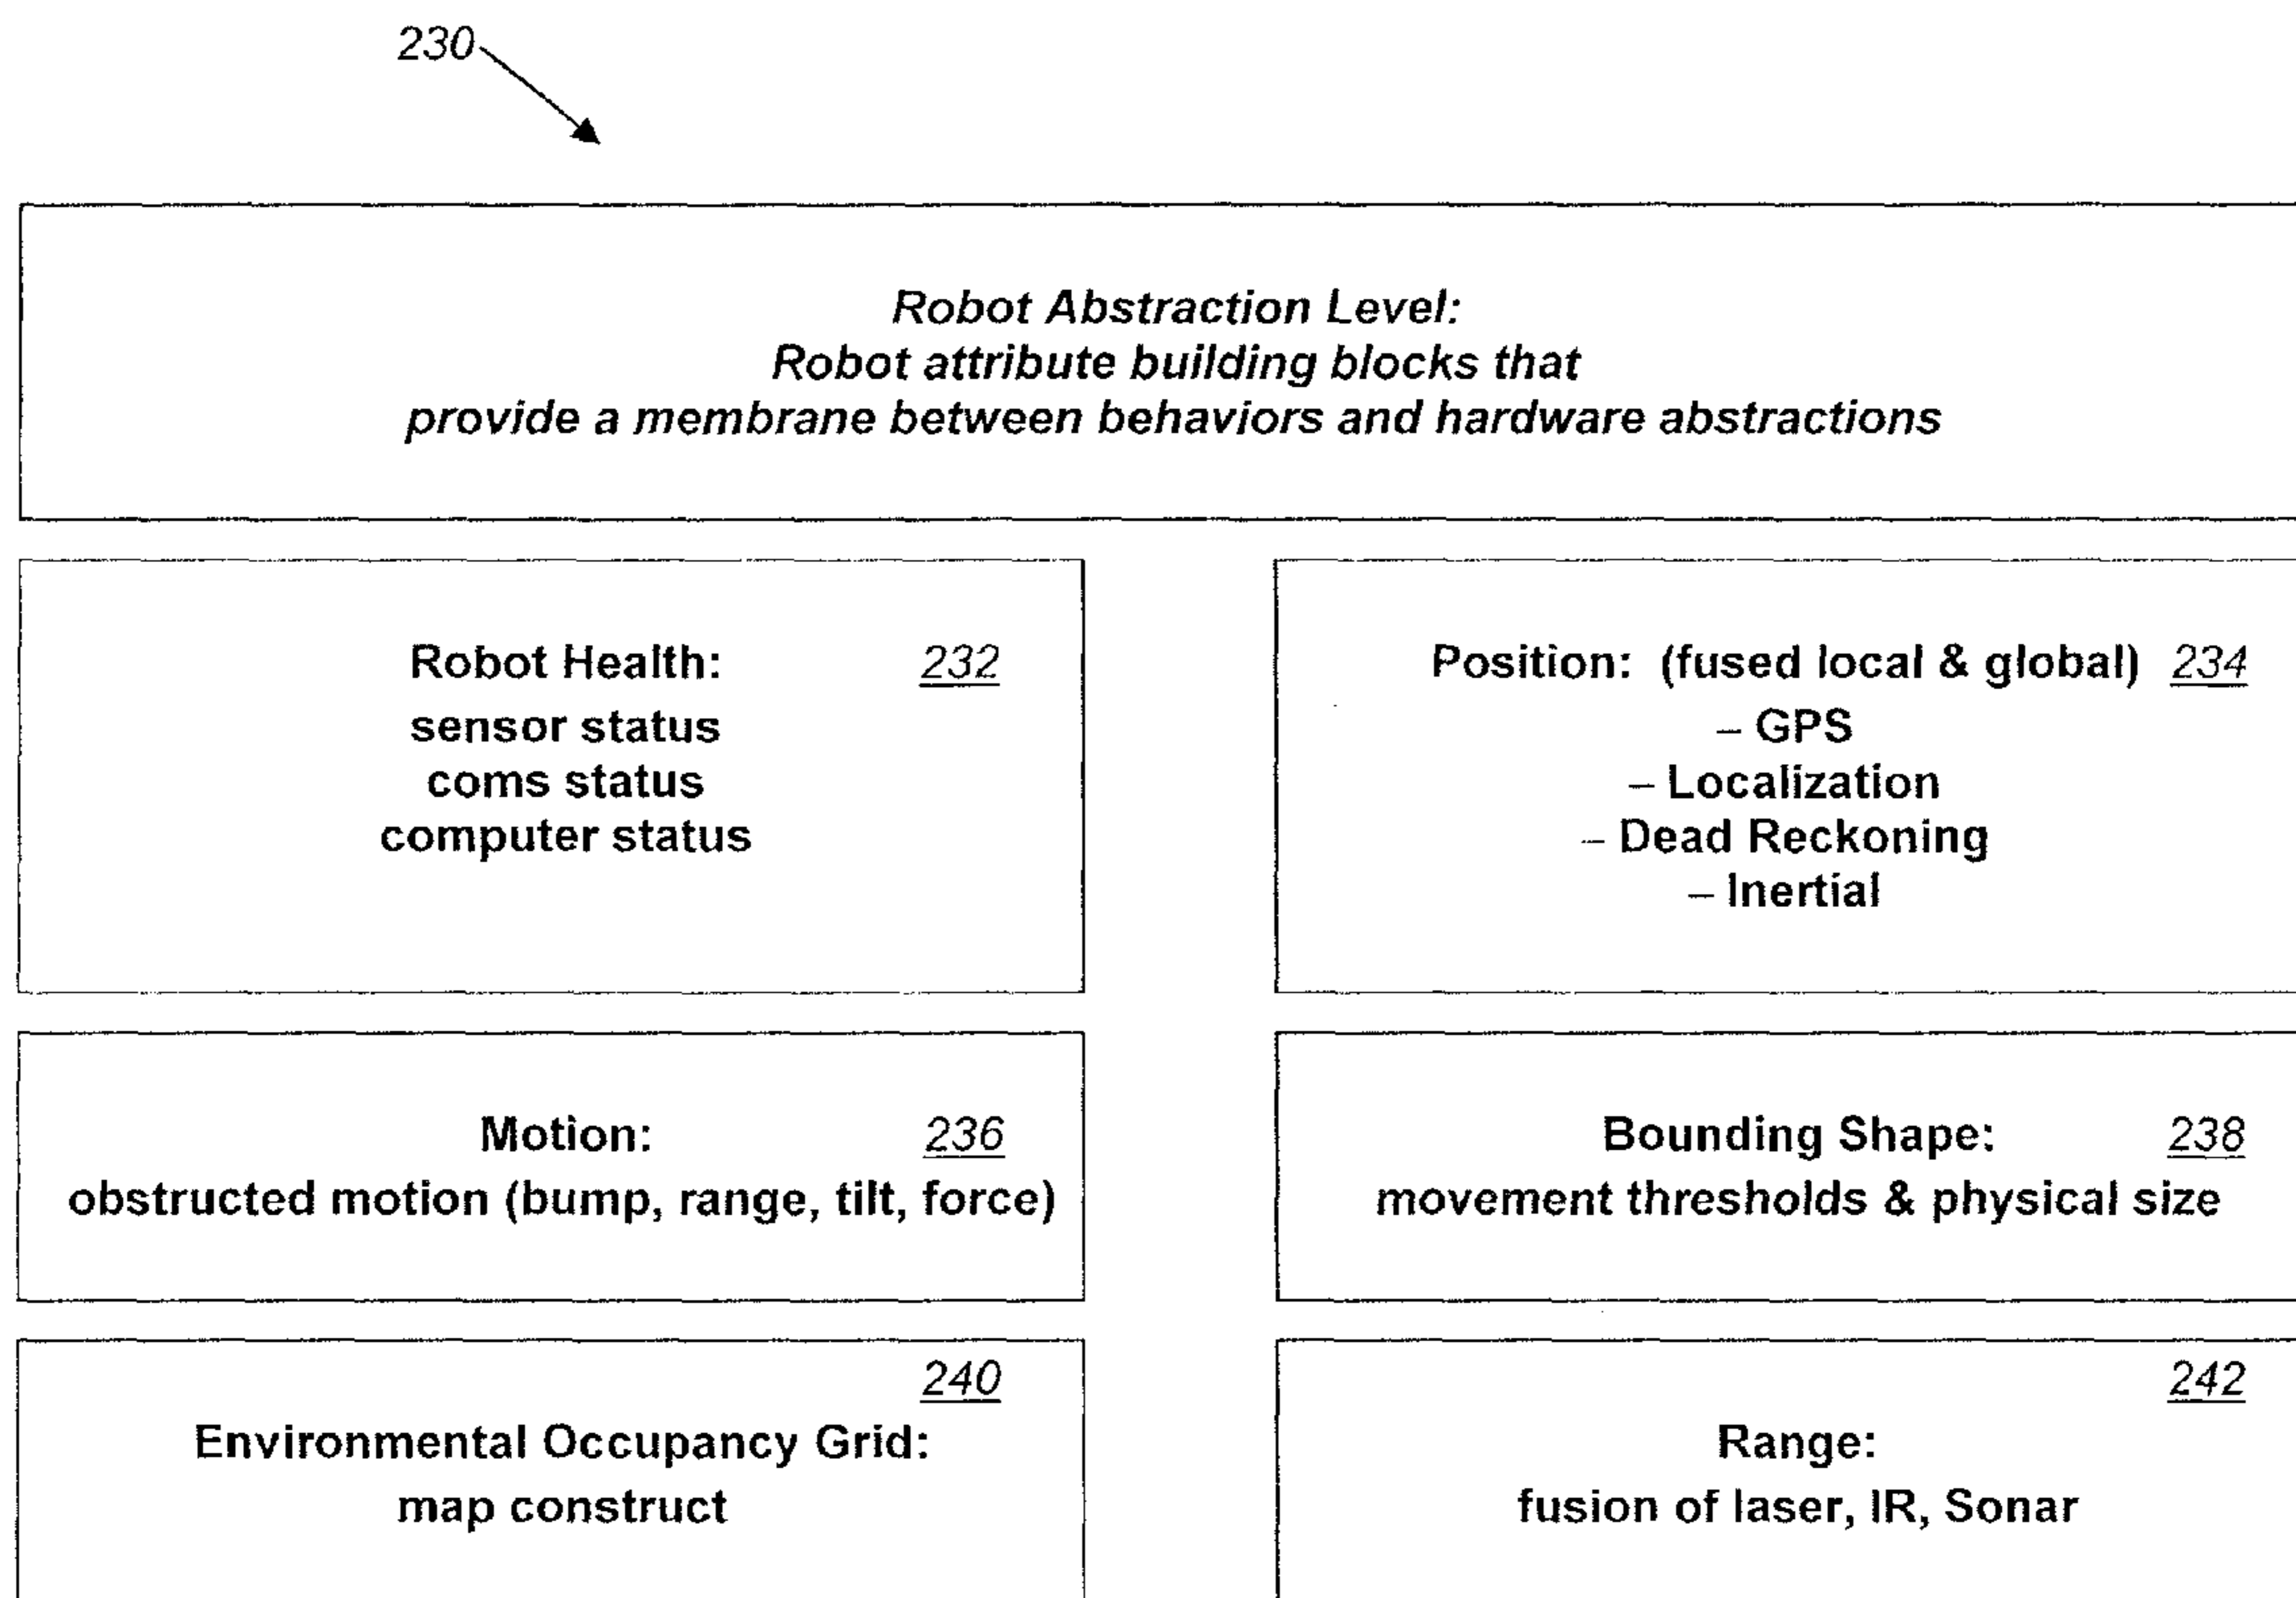 230
Robot Abstraction Level:
Robot attribute building blocks that
provide a membrane between behaviors and hardware abstractions
Robot Health: 232
sensor status
coms status
computer status
Position: (fused local & global) 234
– GPS
– Localization
– Dead Reckoning
– Inertial
Motion: 236
obstructed motion (bump, range, tilt, force)
Bounding Shape: 238
movement thresholds & physical size
240
Environmental Occupancy Grid:
map construct
242
Range:
fusion of laser, IR, Sonar